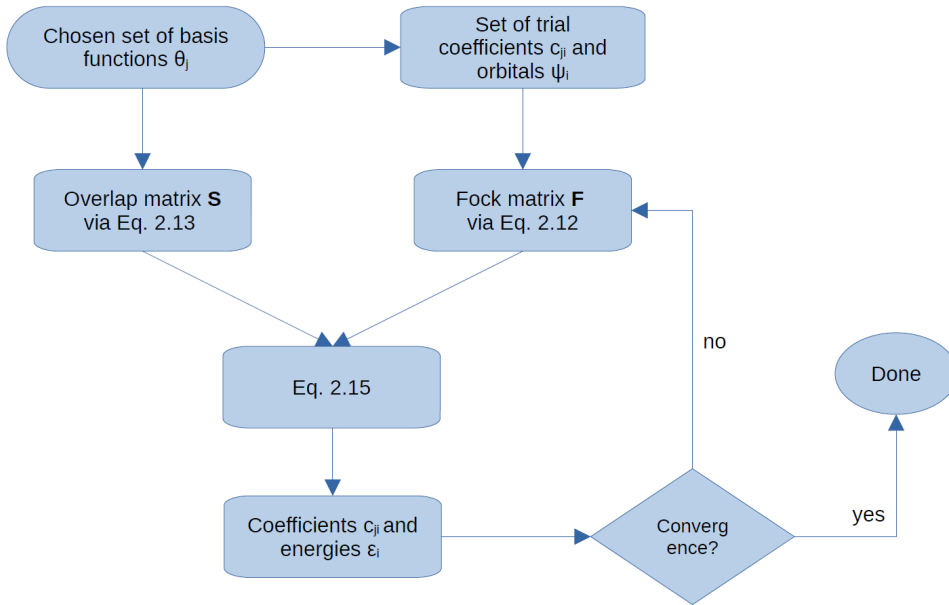 Chosen set of basis
functions θⱼ
Set of trial
coefficients cⱼᵢ and
orbitals ψᵢ
Overlap matrix S
via Eq. 2.13
Fock matrix F
via Eq. 2.12
no
Eq. 2.15
Done
Coefficients cⱼᵢ and
energies εᵢ
Converg
ence?
yes